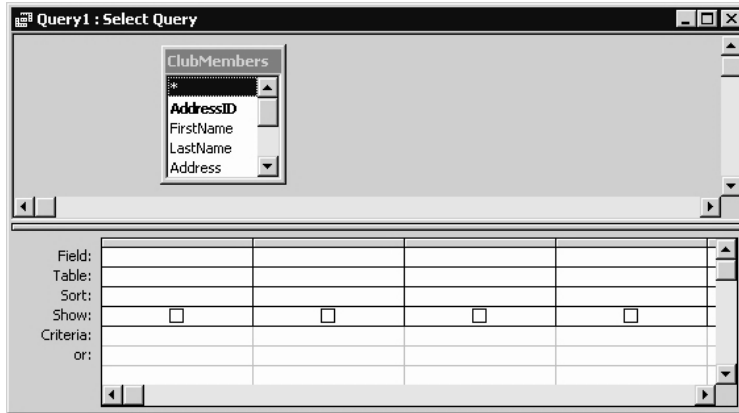 Query1 : Select Query
ClubMembers
*
AddressID
FirstName
LastName
Address
Field:
Table:
Sort:
Show:
Criteria:
or: